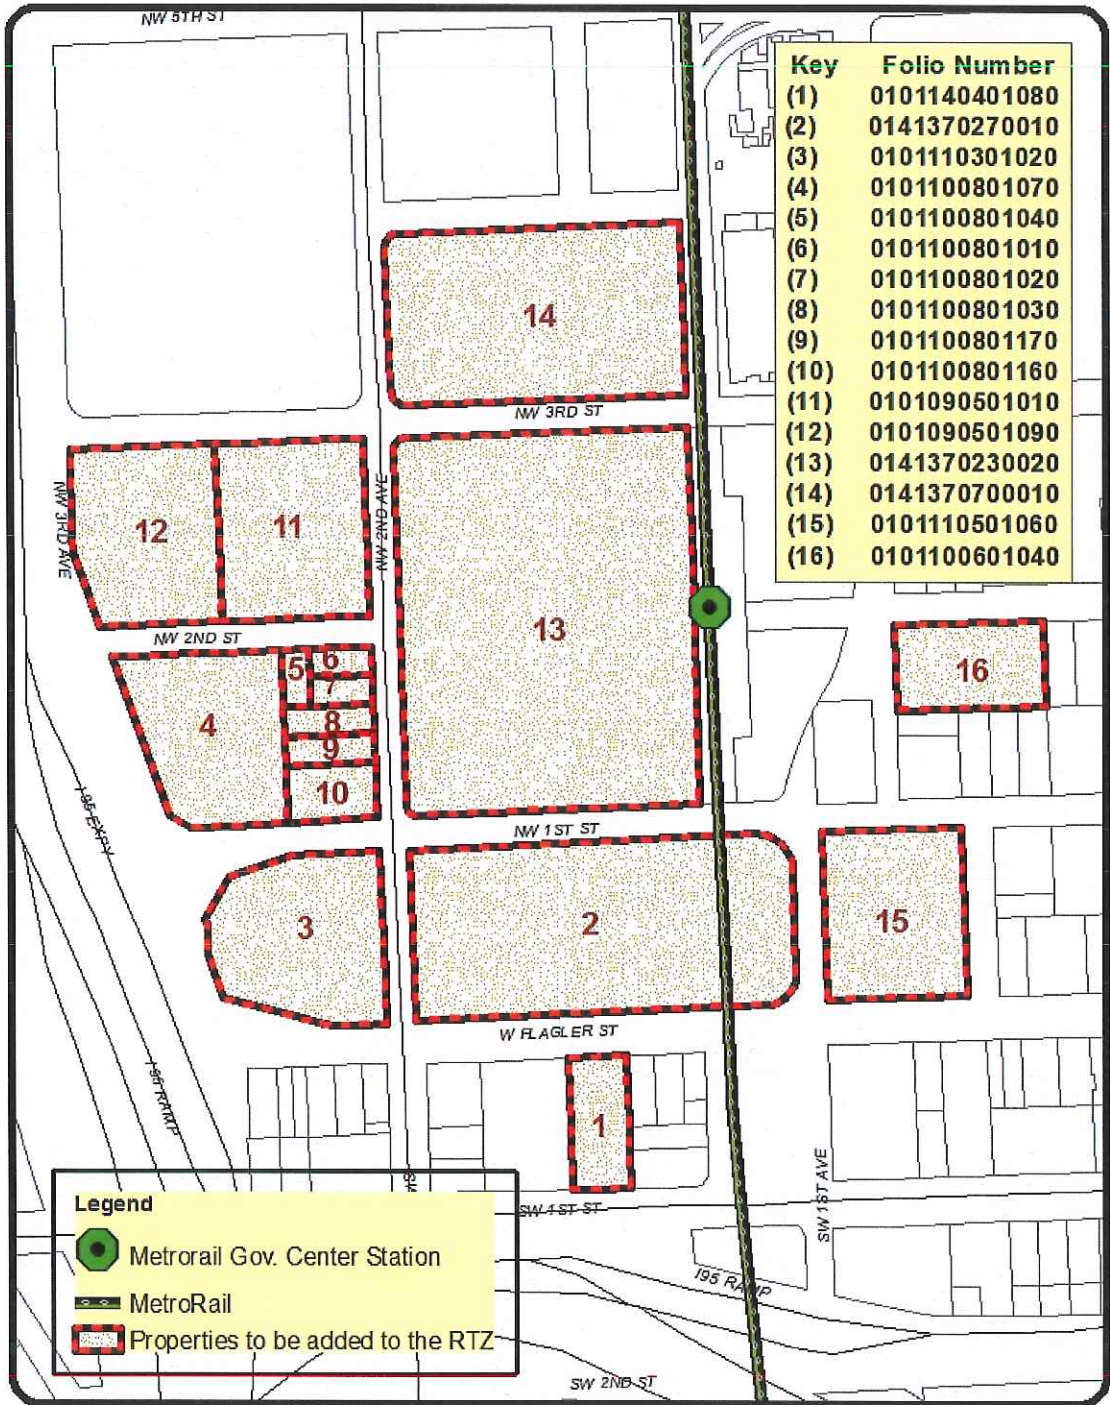 NW 5TH ST
Key Folio Number
(1) 0101140401080
(2) 0141370270010
(3) 0101110301020
(4) 0101100801070
(5) 0101100801040
(6) 0101100801010
(7) 0101100801020
(8) 0101100801030
(9) 0101100801170
(10) 0101100801160
(11) 0101090501010
(12) 0101090501090
(13) 0141370230020
(14) 0141370700010
(15) 0101110501060
(16) 0101100601040
14
NW 3RD ST
NW 3RD AVE
12
11
NW 2ND AVE
13
NW 2ND ST
16
4
5
6
7
8
9
10
I 95 EXPY
NW 1ST ST
3
2
15
W FLAGLER ST
I 95 RAMP
1
SW
SW 1ST ST
SW 1ST AVE
I95 RAMP
SW 2ND ST
Legend
Metrorail Gov. Center Station
MetroRail
Properties to be added to the RTZ